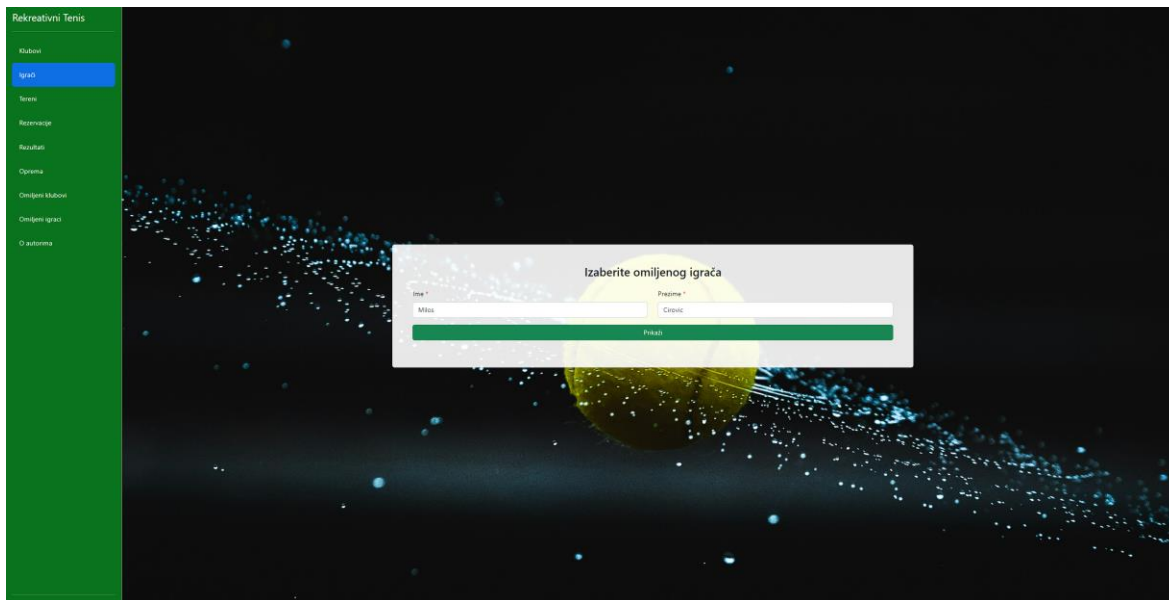 Rekreativni Tenis
Klubovi
Igrači
Tereni
Rezervacije
Rezultati
Oprema
Omiljeni klubovi
Omiljeni igraci
O autorima
Izaberite omiljenog igrača
Ime * Prezime *
Milos Cirovic
Prikaži